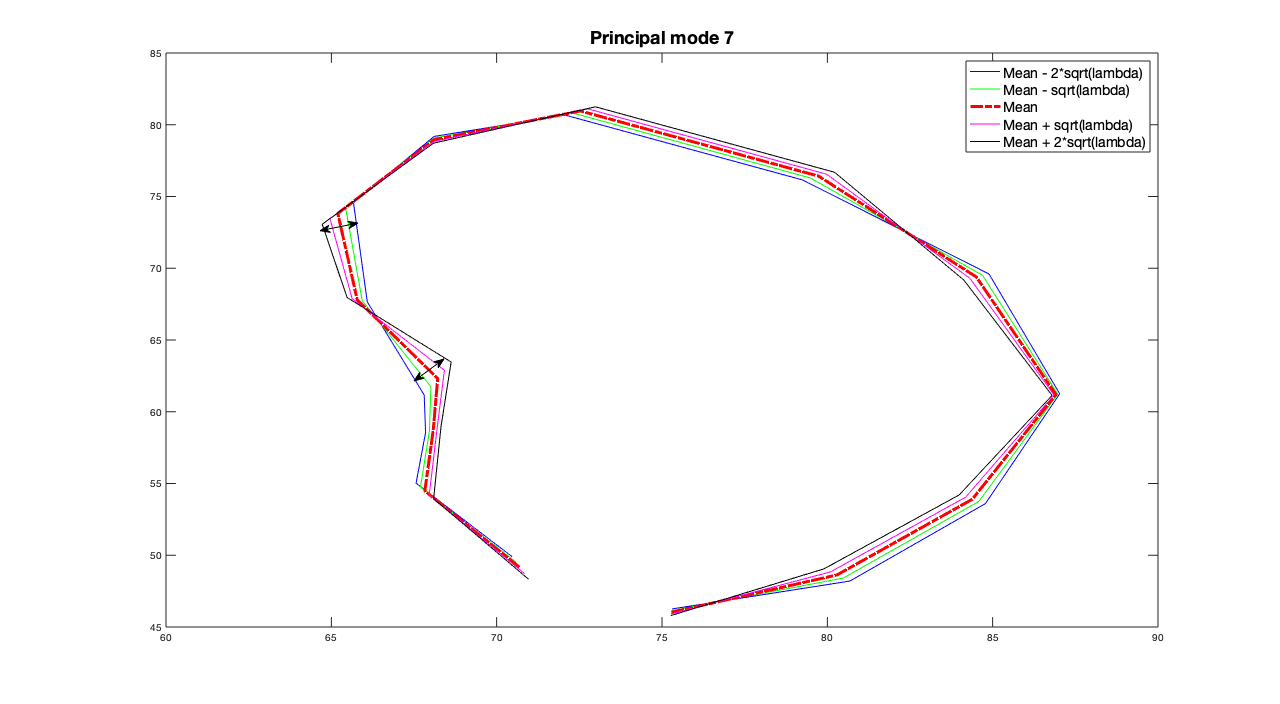 Principal mode 7
85
80
75
70
65
60
55
50
45
60 65 70 75 80 85 90
Mean - 2*sqrt(lambda)
Mean - sqrt(lambda)
Mean
Mean + sqrt(lambda)
Mean + 2*sqrt(lambda)